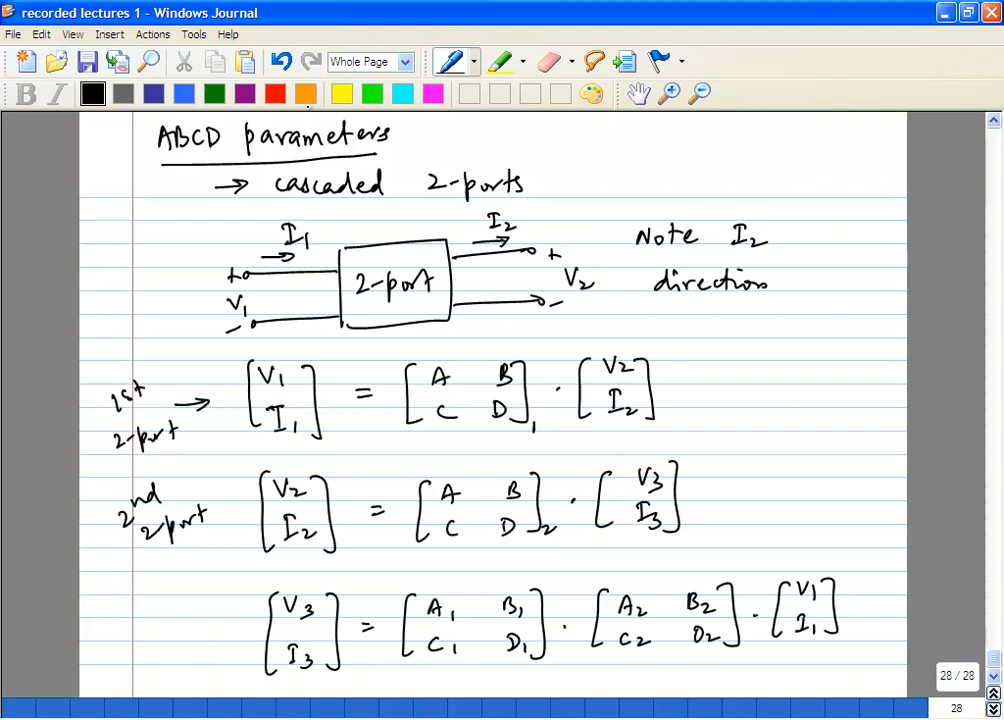 recorded lectures 1 - Windows Journal
File Edit View Insert Actions Tools Help
Whole Page
B I
ABCD parameters
→ cascaded 2-ports
I1 I2 Note I2
+ 2-port + V2 direction
V1
- -
1st 2-port → [V1 I1] = [A B C D]1 · [V2 I2]
2nd 2-port [V2 I2] = [A B C D]2 · [V3 I3]
[V3 I3] = [A1 B1 C1 D1] · [A2 B2 C2 D2] · [V1 I1]
28 / 28
28